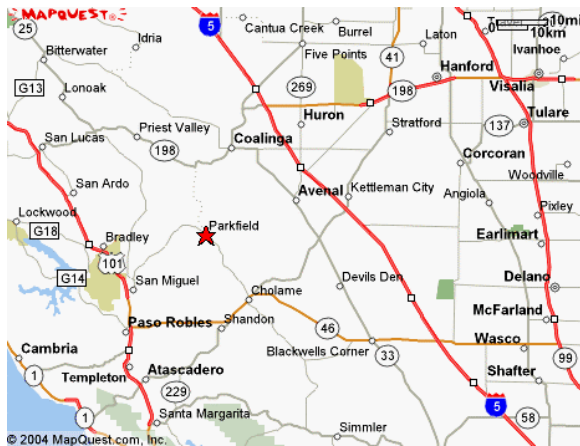 MAPQUEST
25
Idria
5
Cantua Creek
Burrel
Laton
10mi
10km
Bitterwater
Five Points
41
Ivanhoe
G13
Lonoak
Hanford
269
198
Visalia
Huron
Tulare
Priest Valley
Stratford
137
San Lucas
198
Coalinga
Corcoran
Woodville
San Ardo
Avenal
Kettleman City
Angiola
Pixley
Lockwood
Parkfield
G18
Bradley
Earlimart
101
G14
San Miguel
Devils Den
Delano
Cholame
McFarland
Paso Robles
Shandon
46
Wasco
Cambria
Blackwells Corner
33
99
1
Templeton
Atascadero
Shafter
229
5
1
Santa Margarita
58
Simmler
© 2004 MapQuest.com, Inc.